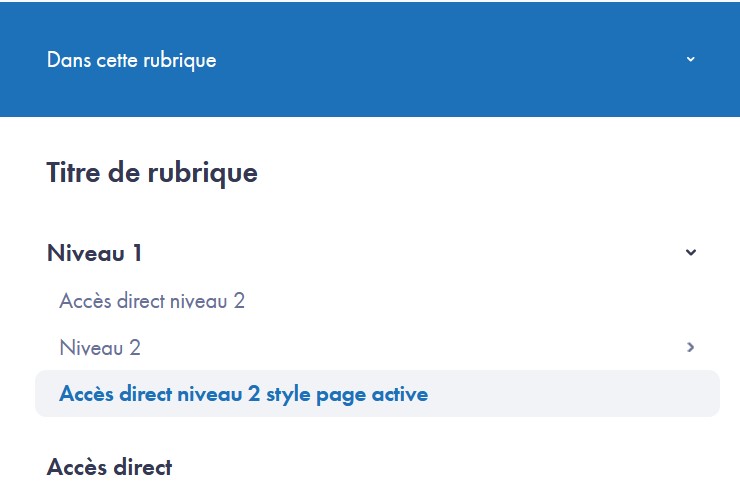 Dans cette rubrique
Titre de rubrique
Niveau 1
Accès direct niveau 2
Niveau 2
Accès direct niveau 2 style page active
Accès direct